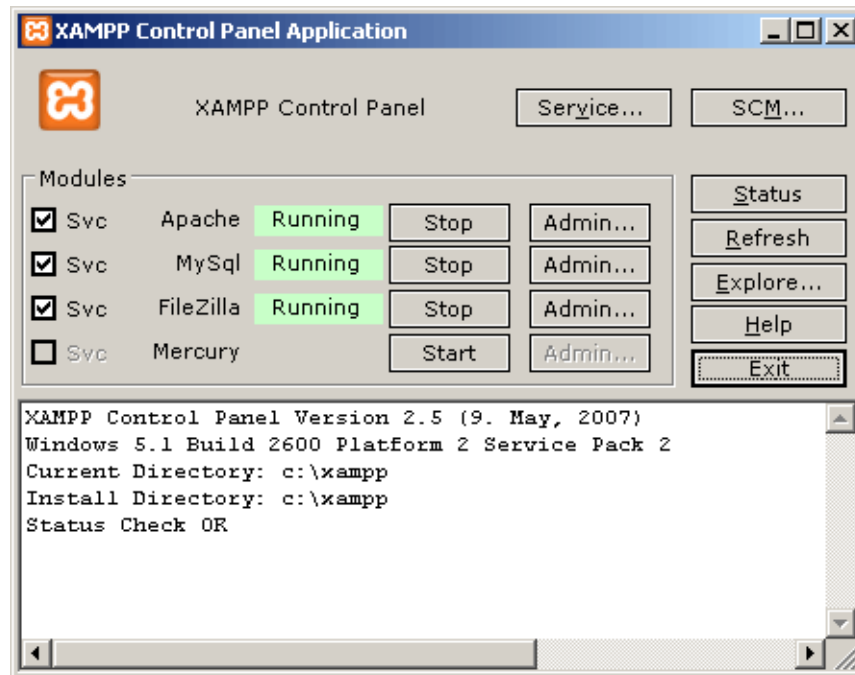 XAMPP Control Panel Application
XAMPP Control Panel Service... SCM...
Modules
Svc Apache Running Stop Admin...
Svc MySql Running Stop Admin...
Svc FileZilla Running Stop Admin...
Svc Mercury Start Admin...
Status
Refresh
Explore...
Help
Exit
XAMPP Control Panel Version 2.5 (9. May, 2007)
Windows 5.1 Build 2600 Platform 2 Service Pack 2
Current Directory: c:\xampp
Install Directory: c:\xampp
Status Check OK